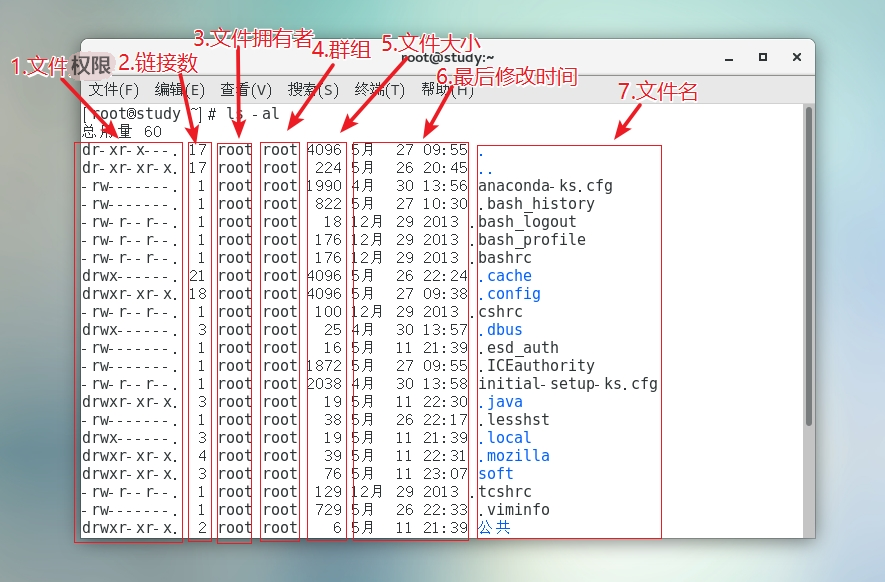 3.文件拥有者
4.群组
5.文件大小
1.文件权限
2.链接数
root@study:~
6.最后修改时间
7.文件名
文件(F) 编辑(E) 查看(V) 搜索(S) 终端(T) 帮助(H)
[root@study ~]# ls -al
总用量 60
dr-xr-x---. 17 root root 4096 5月 27 09:55 .
dr-xr-xr-x. 17 root root 224 5月 26 20:45 ..
-rw-------. 1 root root 1990 4月 30 13:56 anaconda-ks.cfg
-rw-------. 1 root root 822 5月 27 10:30 .bash_history
-rw-r--r--. 1 root root 18 12月 29 2013 .bash_logout
-rw-r--r--. 1 root root 176 12月 29 2013 .bash_profile
-rw-r--r--. 1 root root 176 12月 29 2013 .bashrc
drwx------. 21 root root 4096 5月 26 22:24 .cache
drwxr-xr-x. 18 root root 4096 5月 27 09:38 .config
-rw-r--r--. 1 root root 100 12月 29 2013 .cshrc
drwx------. 3 root root 25 4月 30 13:57 .dbus
-rw-------. 1 root root 16 5月 11 21:39 .esd_auth
-rw-------. 1 root root 1872 5月 27 09:55 .ICEauthority
-rw-r--r--. 1 root root 2038 4月 30 13:58 initial-setup-ks.cfg
drwxr-xr-x. 3 root root 19 5月 11 22:30 .java
-rw-------. 1 root root 38 5月 26 22:17 .lesshst
drwx------. 3 root root 19 5月 11 21:39 .local
drwxr-xr-x. 4 root root 39 5月 11 22:31 .mozilla
drwxr-xr-x. 3 root root 76 5月 11 23:07 soft
-rw-r--r--. 1 root root 129 12月 29 2013 .tcshrc
-rw-------. 1 root root 729 5月 26 22:33 .viminfo
drwxr-xr-x. 2 root root 6 5月 11 21:39 公共